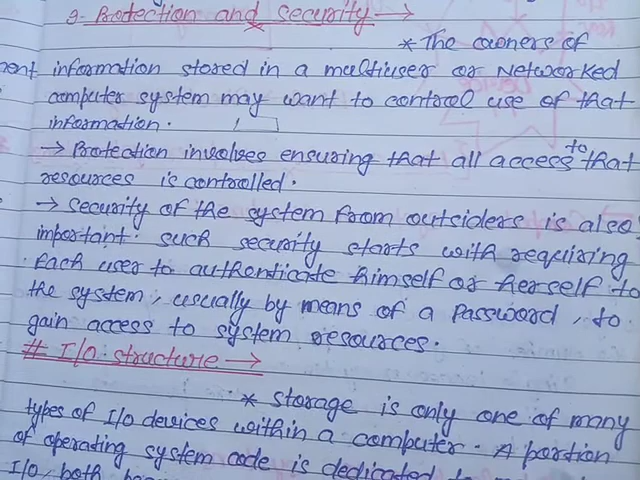 9- Protection and security →
* The owners of
ment information stored in a multiuser or Networked
computer system may want to control use of that
information.
→ Protection involves ensuring that all access to that
resources is controlled.
→ Security of the system from outsiders is also
important. such security starts with requiring
Each user to authenticate himself or herself to
the system, usually by means of a Password, to
gain access to system resources.
# I/O structure →
* Storage is only one of many
types of I/O devices within a computer. A portion
of operating system code is dedicated to
I/O, both